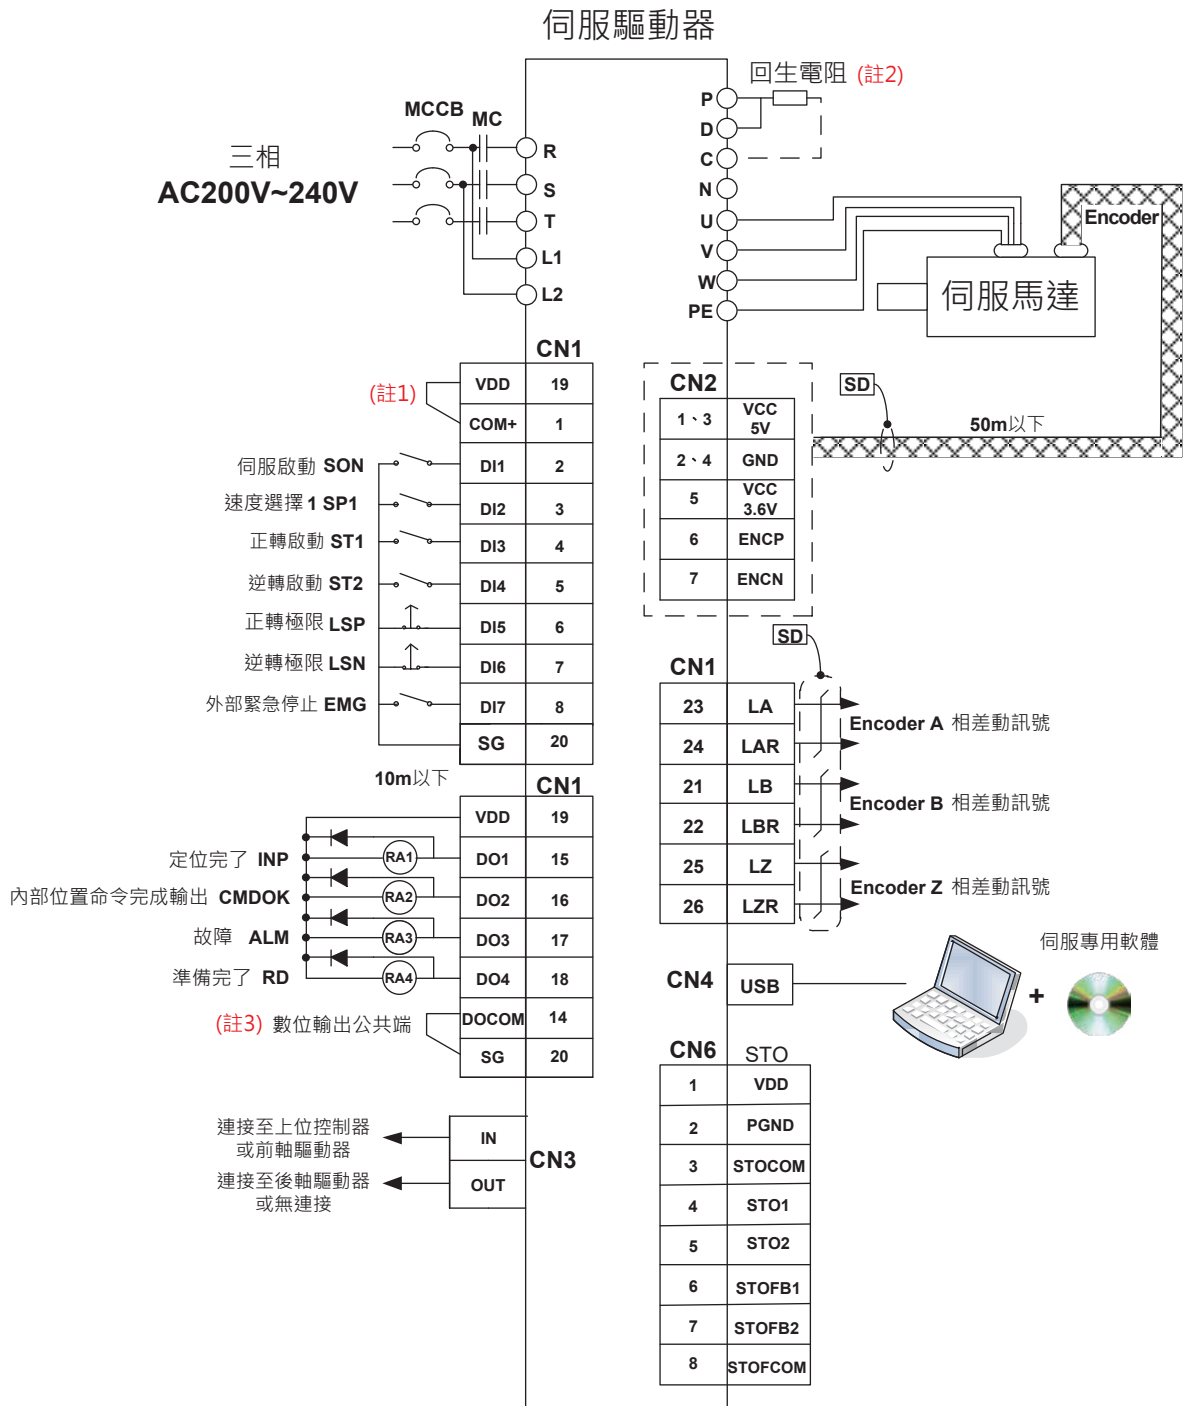 伺服驅動器
三相
AC200V~240V
MCCB
MC
R
S
T
L1
L2
回生電阻 (註2)
P
D
C
N
U
V
W
PE
Encoder
伺服馬達
CN1
(註1)
VDD 19
COM+ 1
伺服啟動 SON DI1 2
速度選擇 1 SP1 DI2 3
正轉啟動 ST1 DI3 4
逆轉啟動 ST2 DI4 5
正轉極限 LSP DI5 6
逆轉極限 LSN DI6 7
外部緊急停止 EMG DI7 8
SG 20
10m以下
CN1
VDD 19
定位完了 INP RA1 DO1 15
內部位置命令完成輸出 CMDOK RA2 DO2 16
故障 ALM RA3 DO3 17
準備完了 RD RA4 DO4 18
(註3) 數位輸出公共端 DOCOM 14
SG 20
連接至上位控制器
或前軸驅動器
IN
CN3
連接至後軸驅動器
或無連接
OUT
CN2
1、3 VCC 5V
2、4 GND
5 VCC 3.6V
6 ENCP
7 ENCN
SD
50m以下
SD
CN1
23 LA
24 LAR
Encoder A 相差動訊號
21 LB
22 LBR
Encoder B 相差動訊號
25 LZ
26 LZR
Encoder Z 相差動訊號
伺服專用軟體
CN4 USB
+
CN6 STO
1 VDD
2 PGND
3 STOCOM
4 STO1
5 STO2
6 STOFB1
7 STOFB2
8 STOFCOM